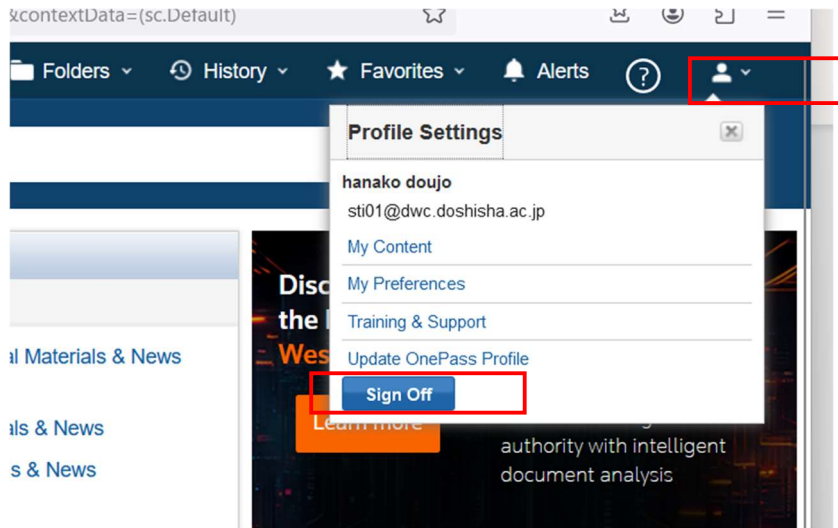 &contextData=(sc.Default)
Folders History Favorites Alerts ?
Profile Settings
hanako doujo
sti01@dwc.doshisha.ac.jp
My Content
My Preferences
Training & Support
Update OnePass Profile
Sign Off
Disc
the
Wes
Learn more
authority with intelligent
document analysis
al Materials & News
als & News
s & News